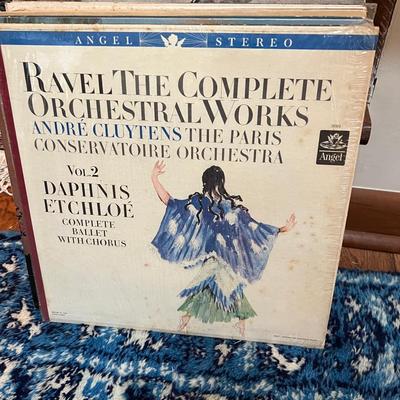 ANGEL STEREO
RAVEL THE COMPLETE
ORCHESTRAL WORKS
ANDRÉ CLUYTENS THE PARIS
CONSERVATOIRE ORCHESTRA
Angel
VOL. 2
DAPHNIS
ET CHLOÉ
COMPLETE
BALLET
WITH CHORUS